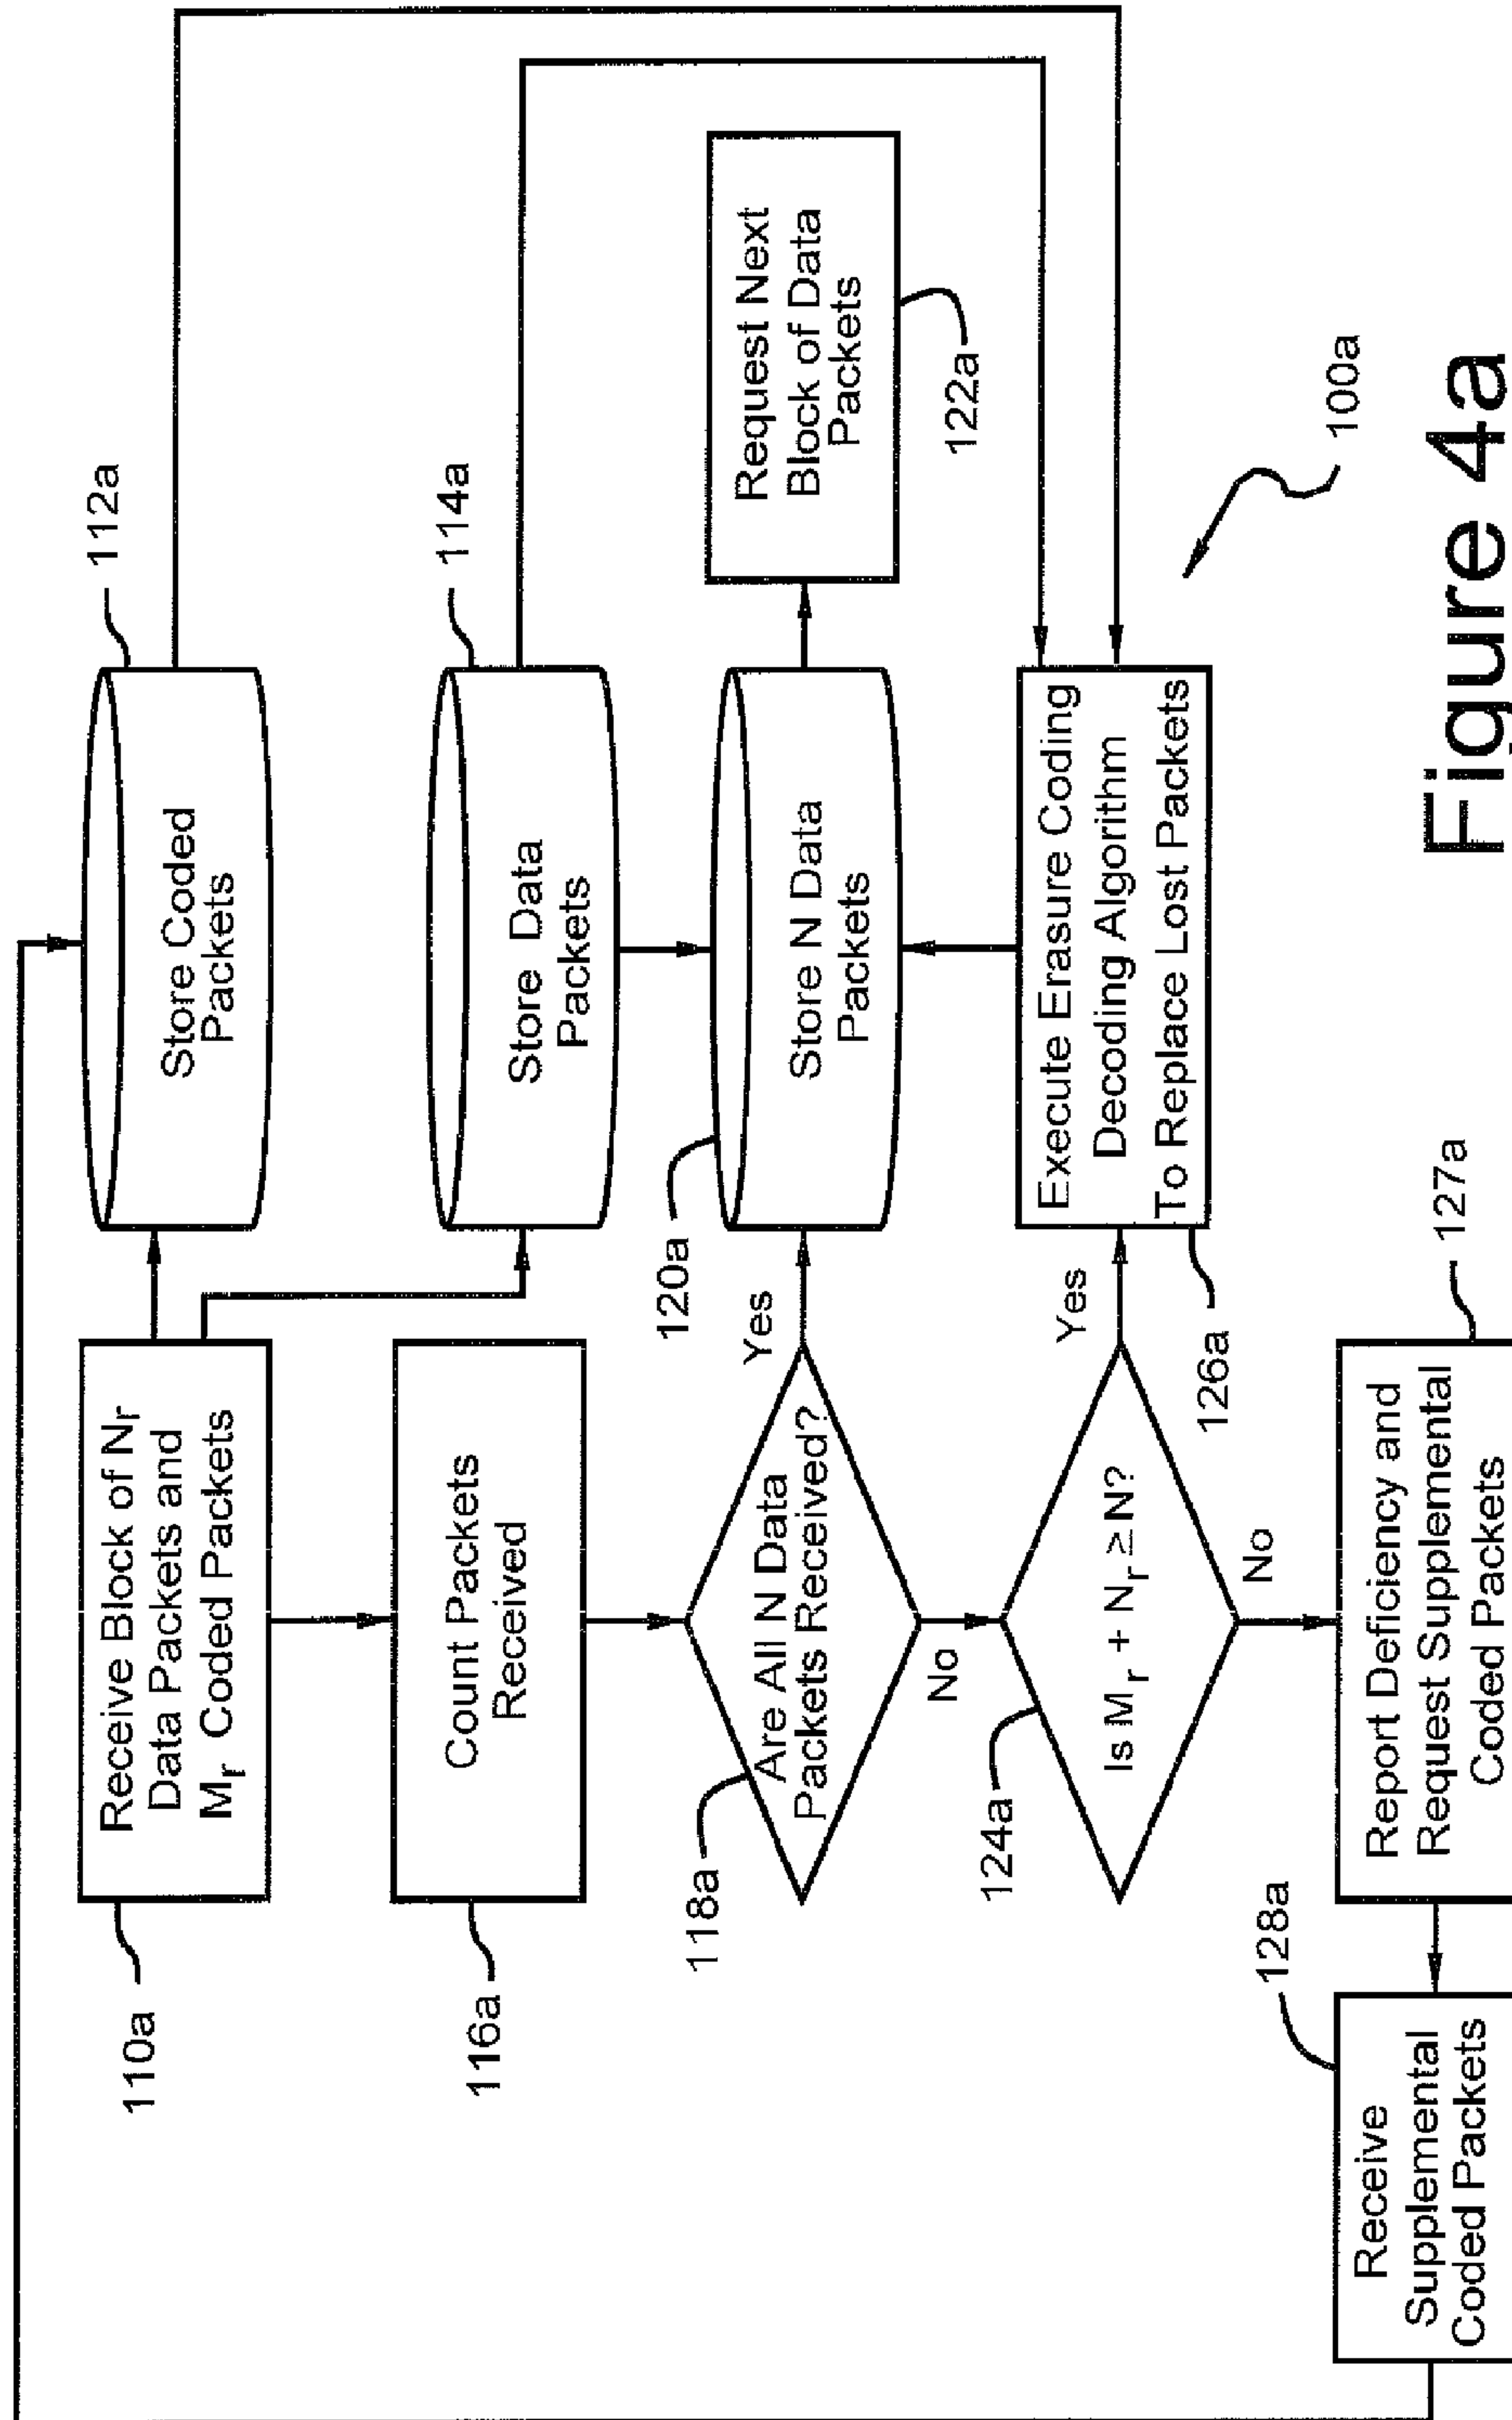 Receive Block of Nr
Data Packets and
Mr Coded Packets
110a
Store Coded
Packets
112a
Store Data
Packets
114a
Count Packets
Received
116a
Are All N Data
Packets Received?
118a
Yes
No
Store N Data
Packets
120a
Request Next
Block of Data
Packets
122a
Is Mr + Nr ≥ N?
124a
Yes
No
Execute Erasure Coding
Decoding Algorithm
To Replace Lost Packets
126a
Report Deficiency and
Request Supplemental
Coded Packets
127a
Receive
Supplemental
Coded Packets
128a
100a
Figure 4a